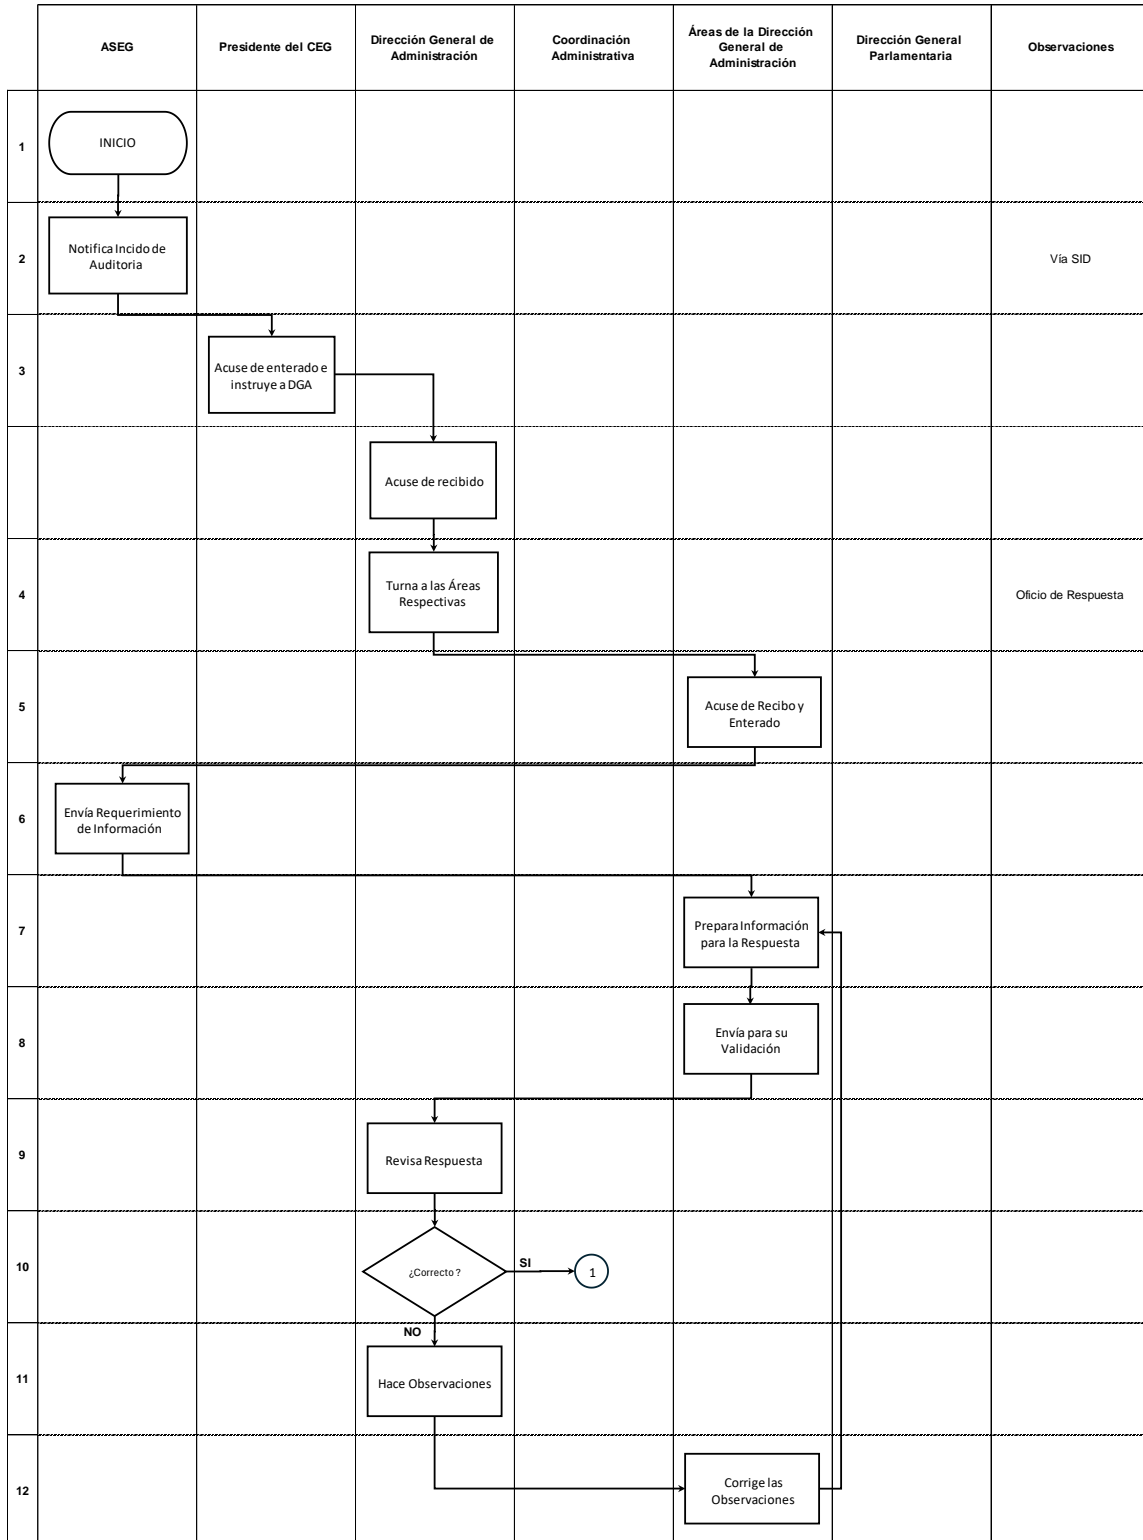 ASEG
Presidente del CEG
Dirección General de
Administración
Coordinación
Administrativa
Áreas de la Dirección
General de
Administración
Dirección General
Parlamentaria
Observaciones
1
INICIO
2
Notifica Incido de
Auditoria
Vía SID
3
Acuse de enterado e
instruye a DGA
Acuse de recibido
4
Turna a las Áreas
Respectivas
Oficio de Respuesta
5
Acuse de Recibo y
Enterado
6
Envía Requerimiento
de Información
7
Prepara Información
para la Respuesta
8
Envía para su
Validación
9
Revisa Respuesta
10
¿Correcto ?
SI
1
NO
11
Hace Observaciones
12
Corrige las
Observaciones